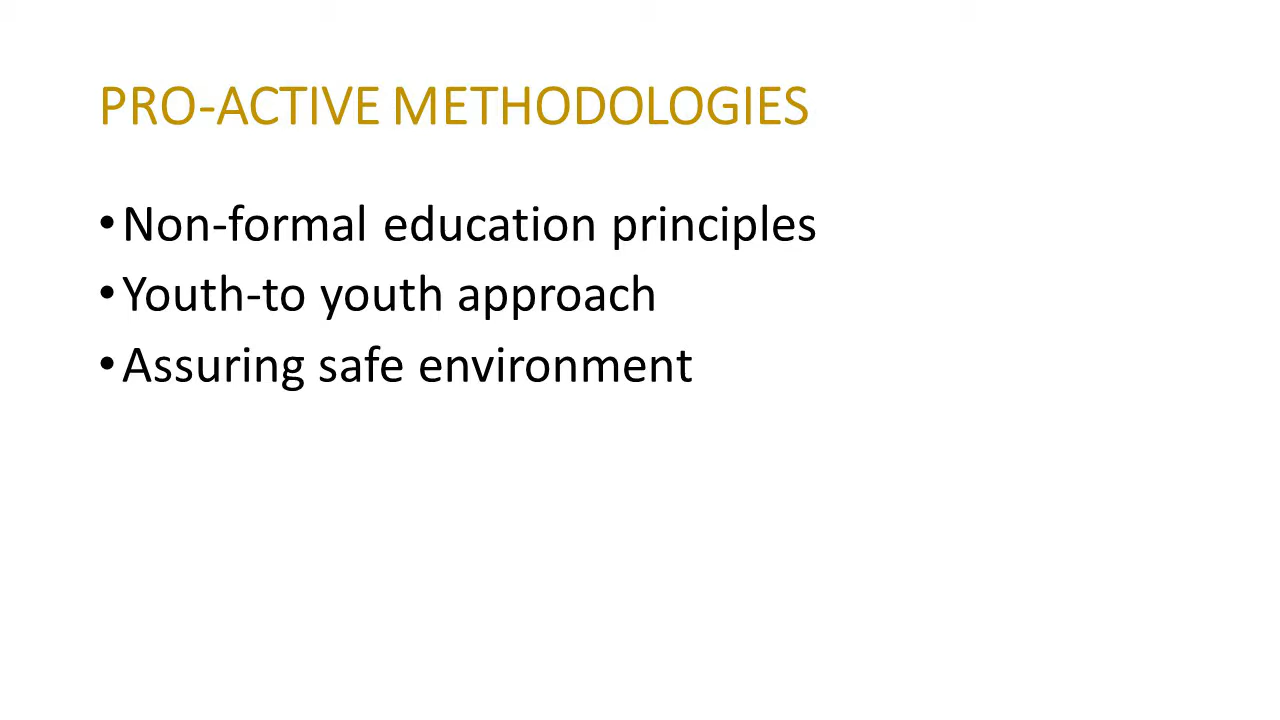 PRO-ACTIVE METHODOLOGIES
•Non-formal education principles
•Youth-to youth approach
•Assuring safe environment